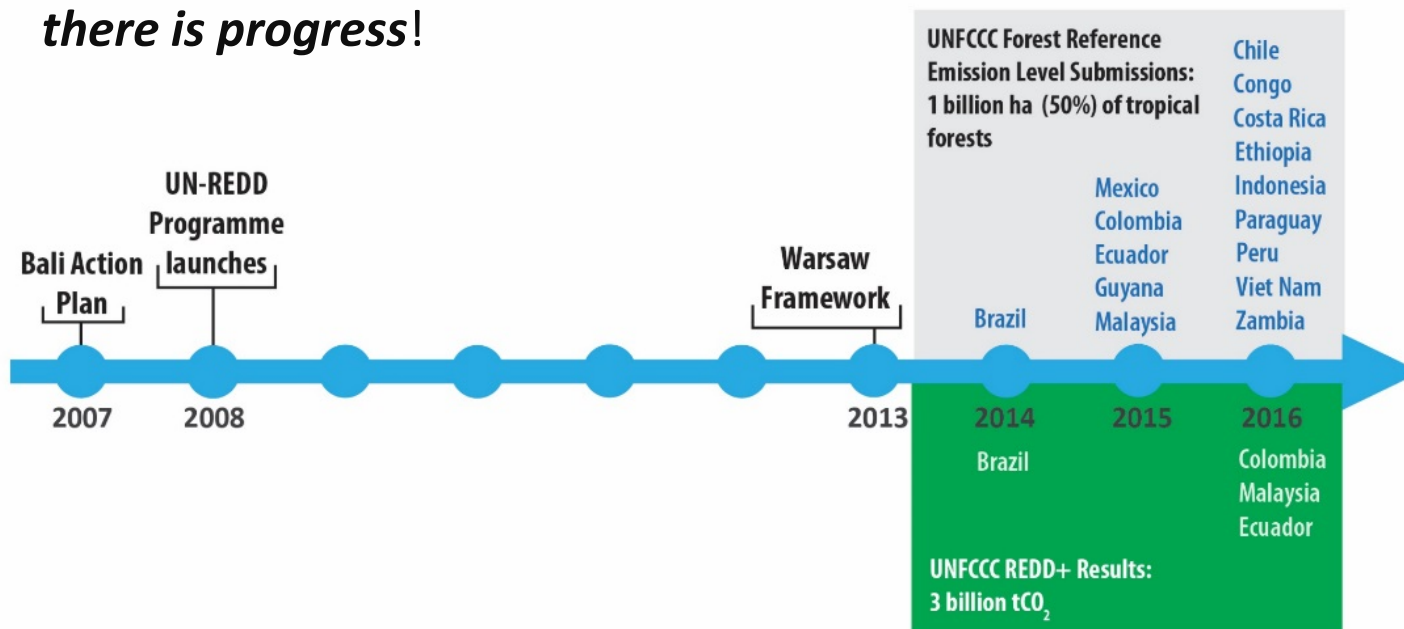 there is progress!
UNFCCC Forest Reference
Emission Level Submissions:
1 billion ha (50%) of tropical
forests
Chile
Congo
Costa Rica
Ethiopia
Indonesia
Paraguay
Peru
Viet Nam
Zambia
Mexico
Colombia
Ecuador
Guyana
Malaysia
Brazil
Bali Action
Plan
UN-REDD
Programme
launches
Warsaw
Framework
2007
2008
2013
2014
2015
2016
Brazil
Colombia
Malaysia
Ecuador
UNFCCC REDD+ Results:
3 billion tCO₂